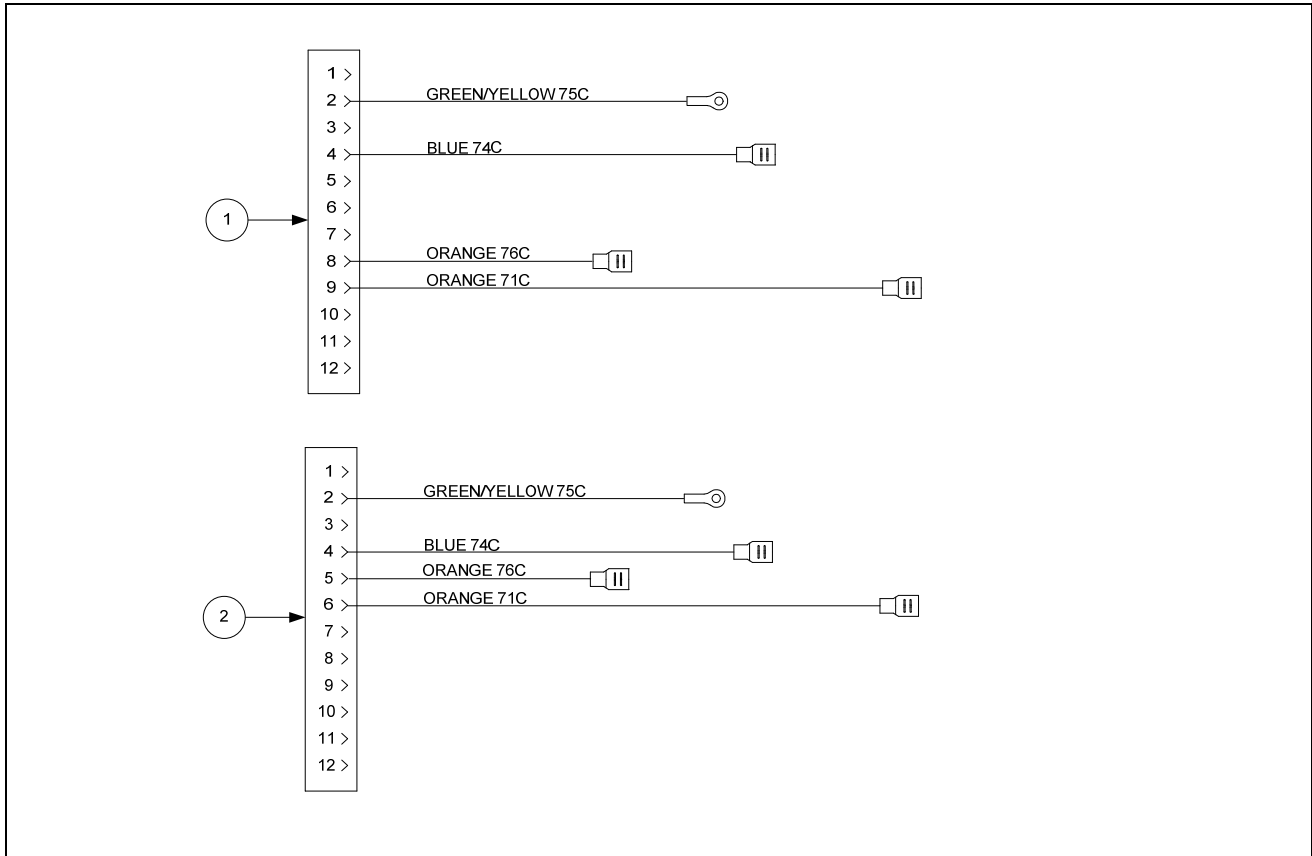 1
2 GREEN/YELLOW 75C
3
4 BLUE 74C
5
6
1
7
8 ORANGE 76C
9 ORANGE 71C
10
11
12
1
2 GREEN/YELLOW 75C
3
4 BLUE 74C
5 ORANGE 76C
6 ORANGE 71C
2
7
8
9
10
11
12